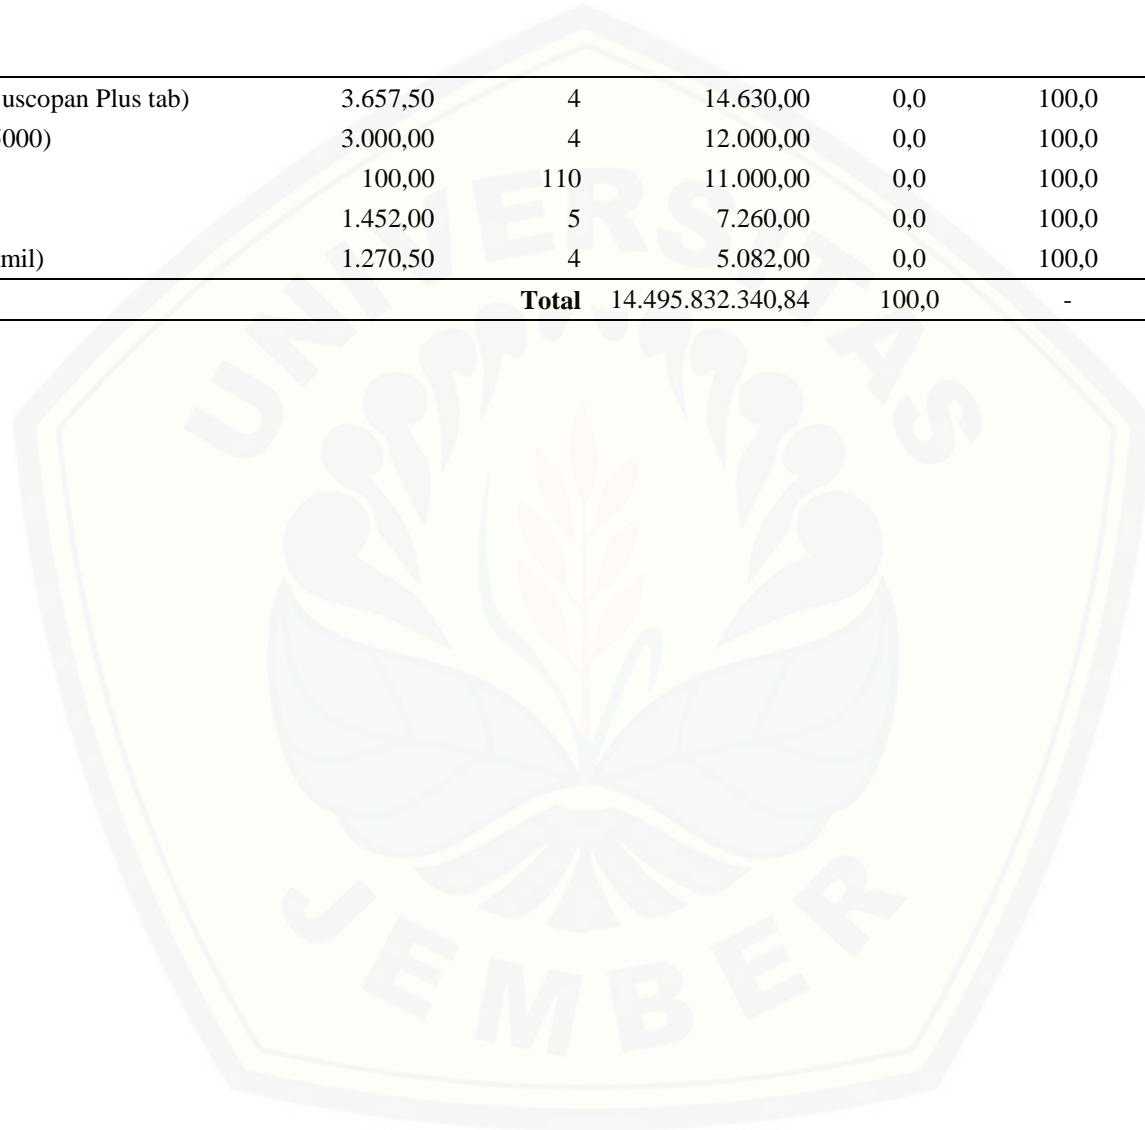 uscopan Plus tab) 3.657,50 4 14.630,00 0,0 100,0
000) 3.000,00 4 12.000,00 0,0 100,0
100,00 110 11.000,00 0,0 100,0
1.452,00 5 7.260,00 0,0 100,0
mil) 1.270,50 4 5.082,00 0,0 100,0
Total 14.495.832.340,84 100,0 -
UNIVERSITAS
JEMBER